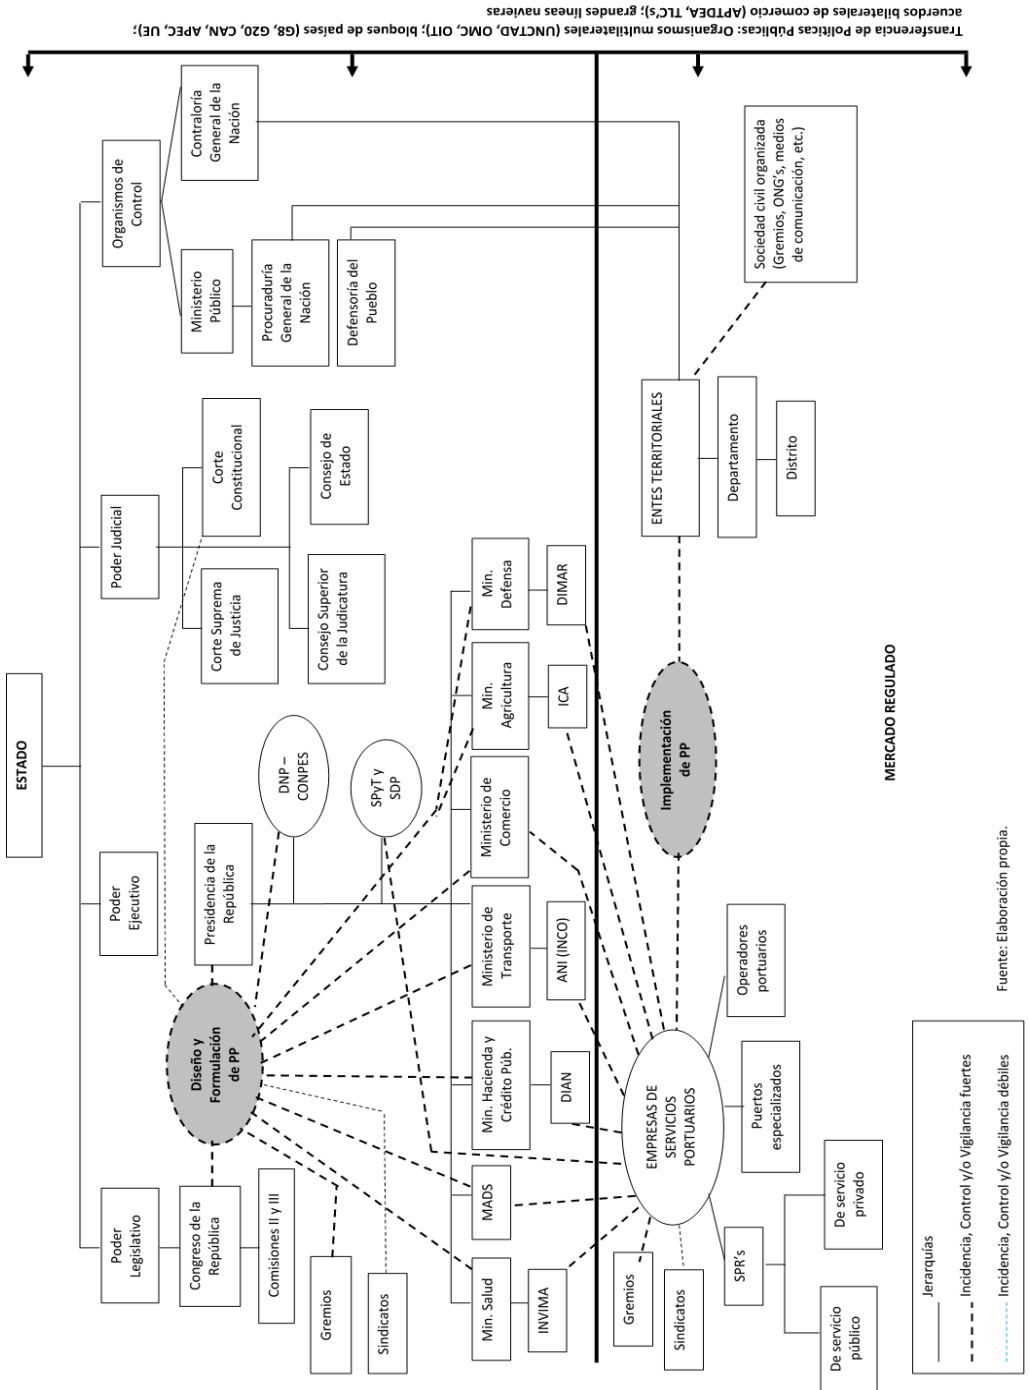 Transferencia de Políticas Públicas: Organismos multilaterales (UNCTAD, OMC, OIT); bloques de países (G8, G20, CAN, APEC, UE);
acuerdos bilaterales de comercio (APTDEA, TLC's); grandes líneas navieras
ESTADO
Poder
Legislativo
Poder
Ejecutivo
Poder Judicial
Organismos de
Control
Congreso de la
República
Diseño y
Formulación
de PP
Presidencia de la
República
Corte Suprema
de Justicia
Corte
Constitucional
Ministerio
Público
Contraloría
General de la
Nación
Comisiones II y III
DNP –
CONPES
Consejo Superior
de la Judicatura
Consejo de
Estado
Procuraduría
General de la
Nación
Gremios
SPyT y
SDP
Defensoría del
Pueblo
Sindicatos
Min. Salud
MADS
Min. Hacienda y
Crédito Púb.
Ministerio de
Transporte
Ministerio de
Comercio
Min.
Agricultura
Min.
Defensa
INVIMA
DIAN
ANI (INCO)
ICA
DIMAR
Gremios
EMPRESAS DE
SERVICIOS
PORTUARIOS
Implementación
de PP
ENTES TERRITORIALES
Sociedad civil organizada
(Gremios, ONG's, medios
de comunicación, etc.)
Sindicatos
SPR's
Puertos
especializados
Operadores
portuarios
Departamento
Distrito
De servicio
público
De servicio
privado
MERCADO REGULADO
Jerarquías
Incidencia, Control y/o Vigilancia fuertes
Incidencia, Control y/o Vigilancia débiles
Fuente: Elaboración propia.